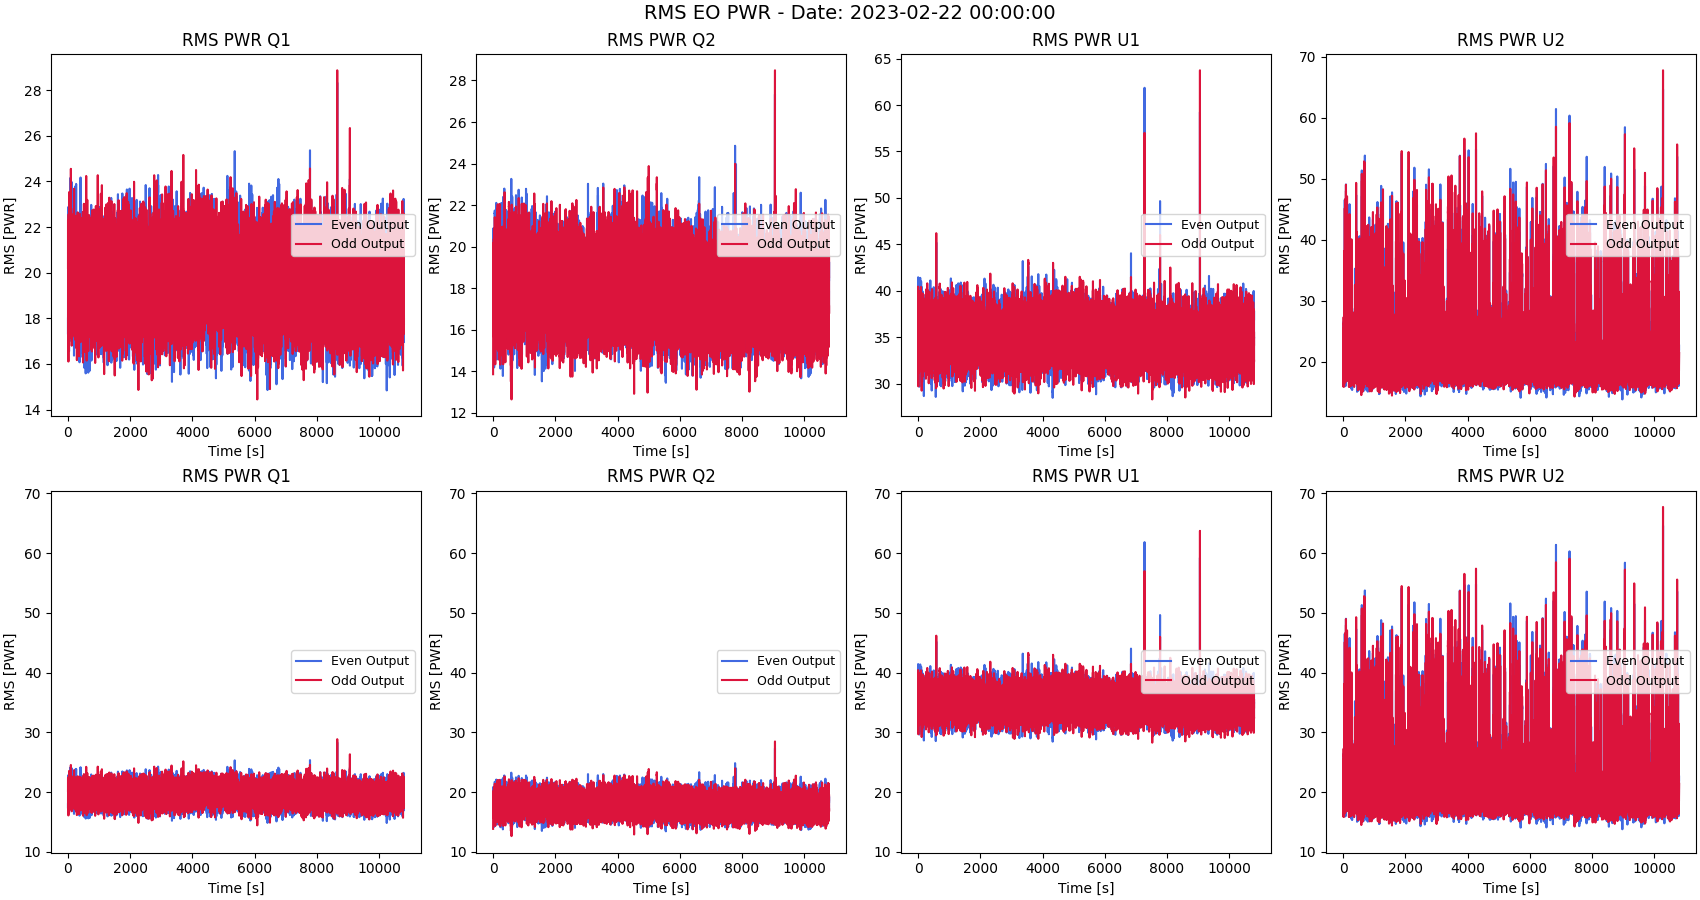 RMS EO PWR - Date: 2023-02-22 00:00:00
RMS PWR Q1
RMS [PWR]
28
26
24
22
20
18
16
14
Even Output
Odd Output
0 2000 4000 6000 8000 10000
Time [s]
RMS PWR Q2
RMS [PWR]
28
26
24
22
20
18
16
14
12
Even Output
Odd Output
0 2000 4000 6000 8000 10000
Time [s]
RMS PWR U1
RMS [PWR]
65
60
55
50
45
40
35
30
Even Output
Odd Output
0 2000 4000 6000 8000 10000
Time [s]
RMS PWR U2
RMS [PWR]
70
60
50
40
30
20
Even Output
Odd Output
0 2000 4000 6000 8000 10000
Time [s]
RMS PWR Q1
RMS [PWR]
70
60
50
40
30
20
10
Even Output
Odd Output
0 2000 4000 6000 8000 10000
Time [s]
RMS PWR Q2
RMS [PWR]
70
60
50
40
30
20
10
Even Output
Odd Output
0 2000 4000 6000 8000 10000
Time [s]
RMS PWR U1
RMS [PWR]
70
60
50
40
30
20
10
Even Output
Odd Output
0 2000 4000 6000 8000 10000
Time [s]
RMS PWR U2
RMS [PWR]
70
60
50
40
30
20
10
Even Output
Odd Output
0 2000 4000 6000 8000 10000
Time [s]